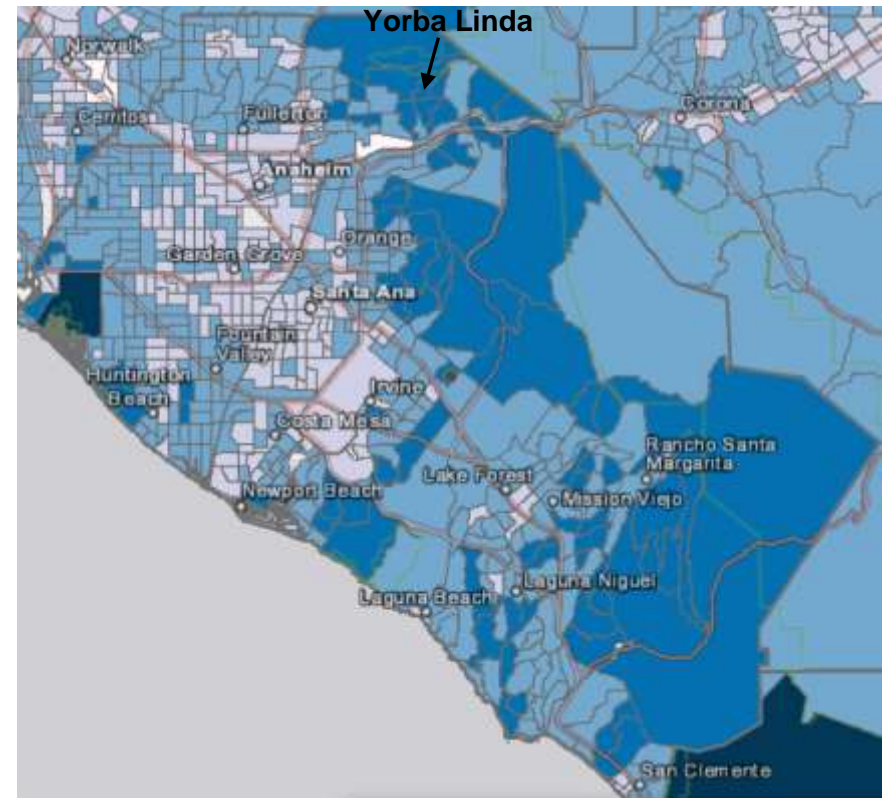 Yorba Linda
Norwalk
Corona
Cerritos
Fullerton
Anaheim
Orange
Garden Grove
Santa Ana
Fountain
Valley
Huntington
Beach
Irvine
Costa Mesa
Rancho Santa
Margarita
Lake Forest
Newport Beach
Mission Viejo
Laguna Niguel
Laguna Beach
San Clemente